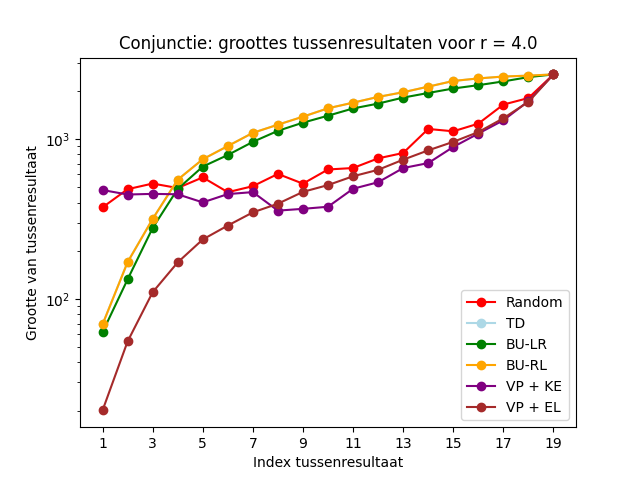 Conjunctie: groottes tussenresultaten voor r = 4.0
Grootte van tussenresultaat
10³
10²
Random
TD
BU-LR
BU-RL
VP + KE
VP + EL
1 3 5 7 9 11 13 15 17 19
Index tussenresultaat